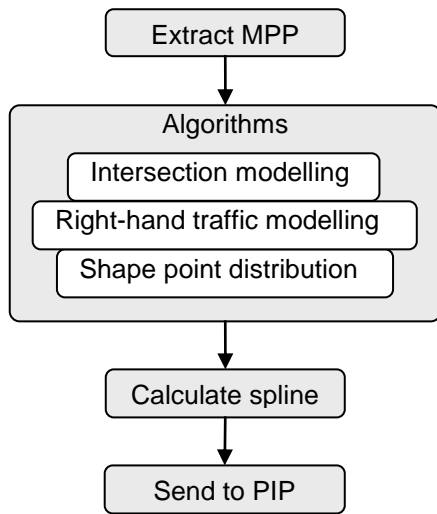 Extract MPP
Algorithms
Intersection modelling
Right-hand traffic modelling
Shape point distribution
Calculate spline
Send to PIP